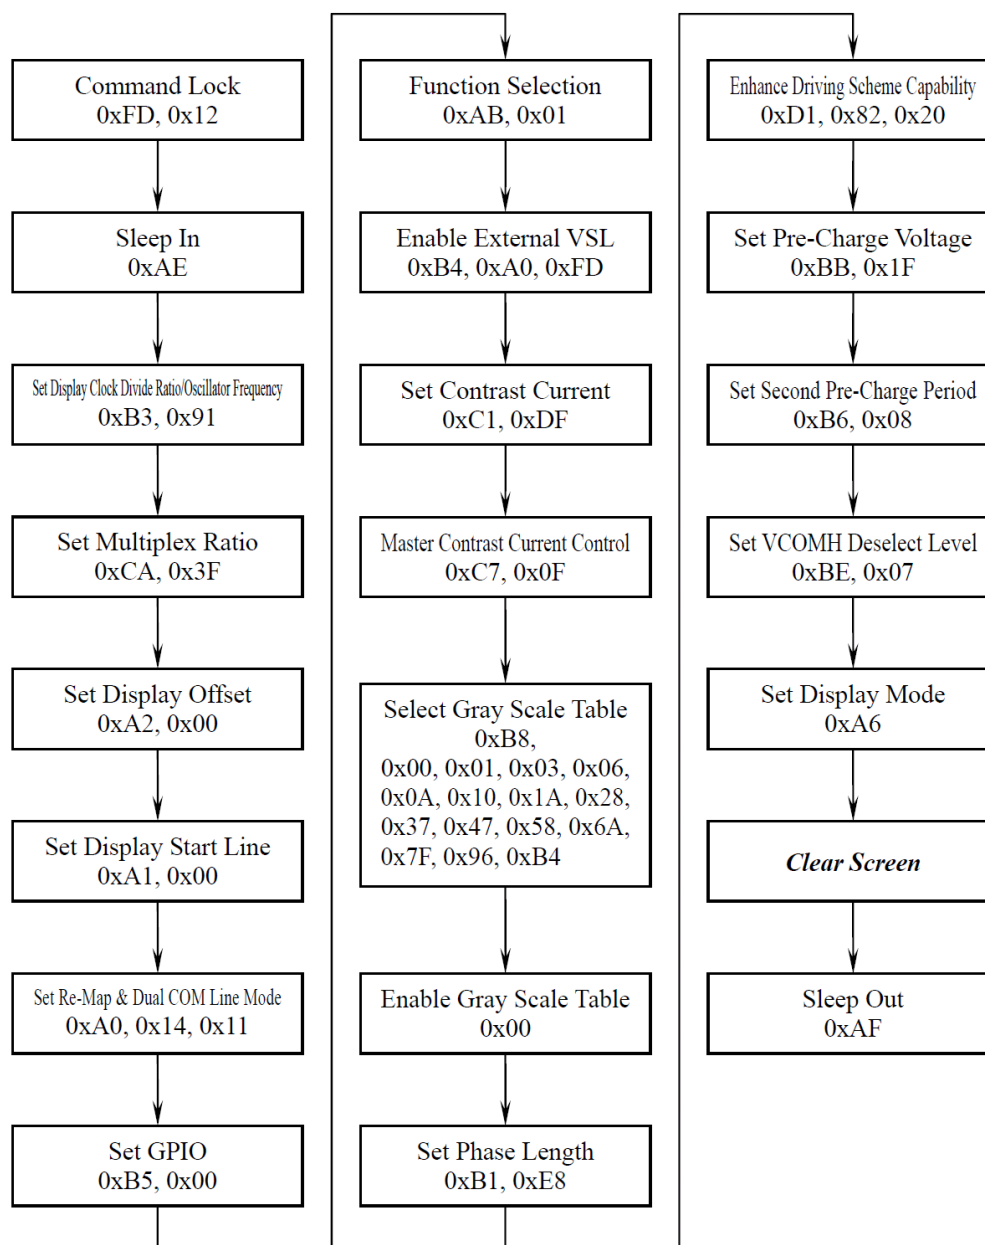 Command Lock
0xFD, 0x12
Sleep In
0xAE
Set Display Clock Divide Ratio/Oscillator Frequency
0xB3, 0x91
Set Multiplex Ratio
0xCA, 0x3F
Set Display Offset
0xA2, 0x00
Set Display Start Line
0xA1, 0x00
Set Re-Map & Dual COM Line Mode
0xA0, 0x14, 0x11
Set GPIO
0xB5, 0x00
Function Selection
0xAB, 0x01
Enable External VSL
0xB4, 0xA0, 0xFD
Set Contrast Current
0xC1, 0xDF
Master Contrast Current Control
0xC7, 0x0F
Select Gray Scale Table
0xB8,
0x00, 0x01, 0x03, 0x06,
0x0A, 0x10, 0x1A, 0x28,
0x37, 0x47, 0x58, 0x6A,
0x7F, 0x96, 0xB4
Enable Gray Scale Table
0x00
Set Phase Length
0xB1, 0xE8
Enhance Driving Scheme Capability
0xD1, 0x82, 0x20
Set Pre-Charge Voltage
0xBB, 0x1F
Set Second Pre-Charge Period
0xB6, 0x08
Set VCOMH Deselect Level
0xBE, 0x07
Set Display Mode
0xA6
Clear Screen
Sleep Out
0xAF